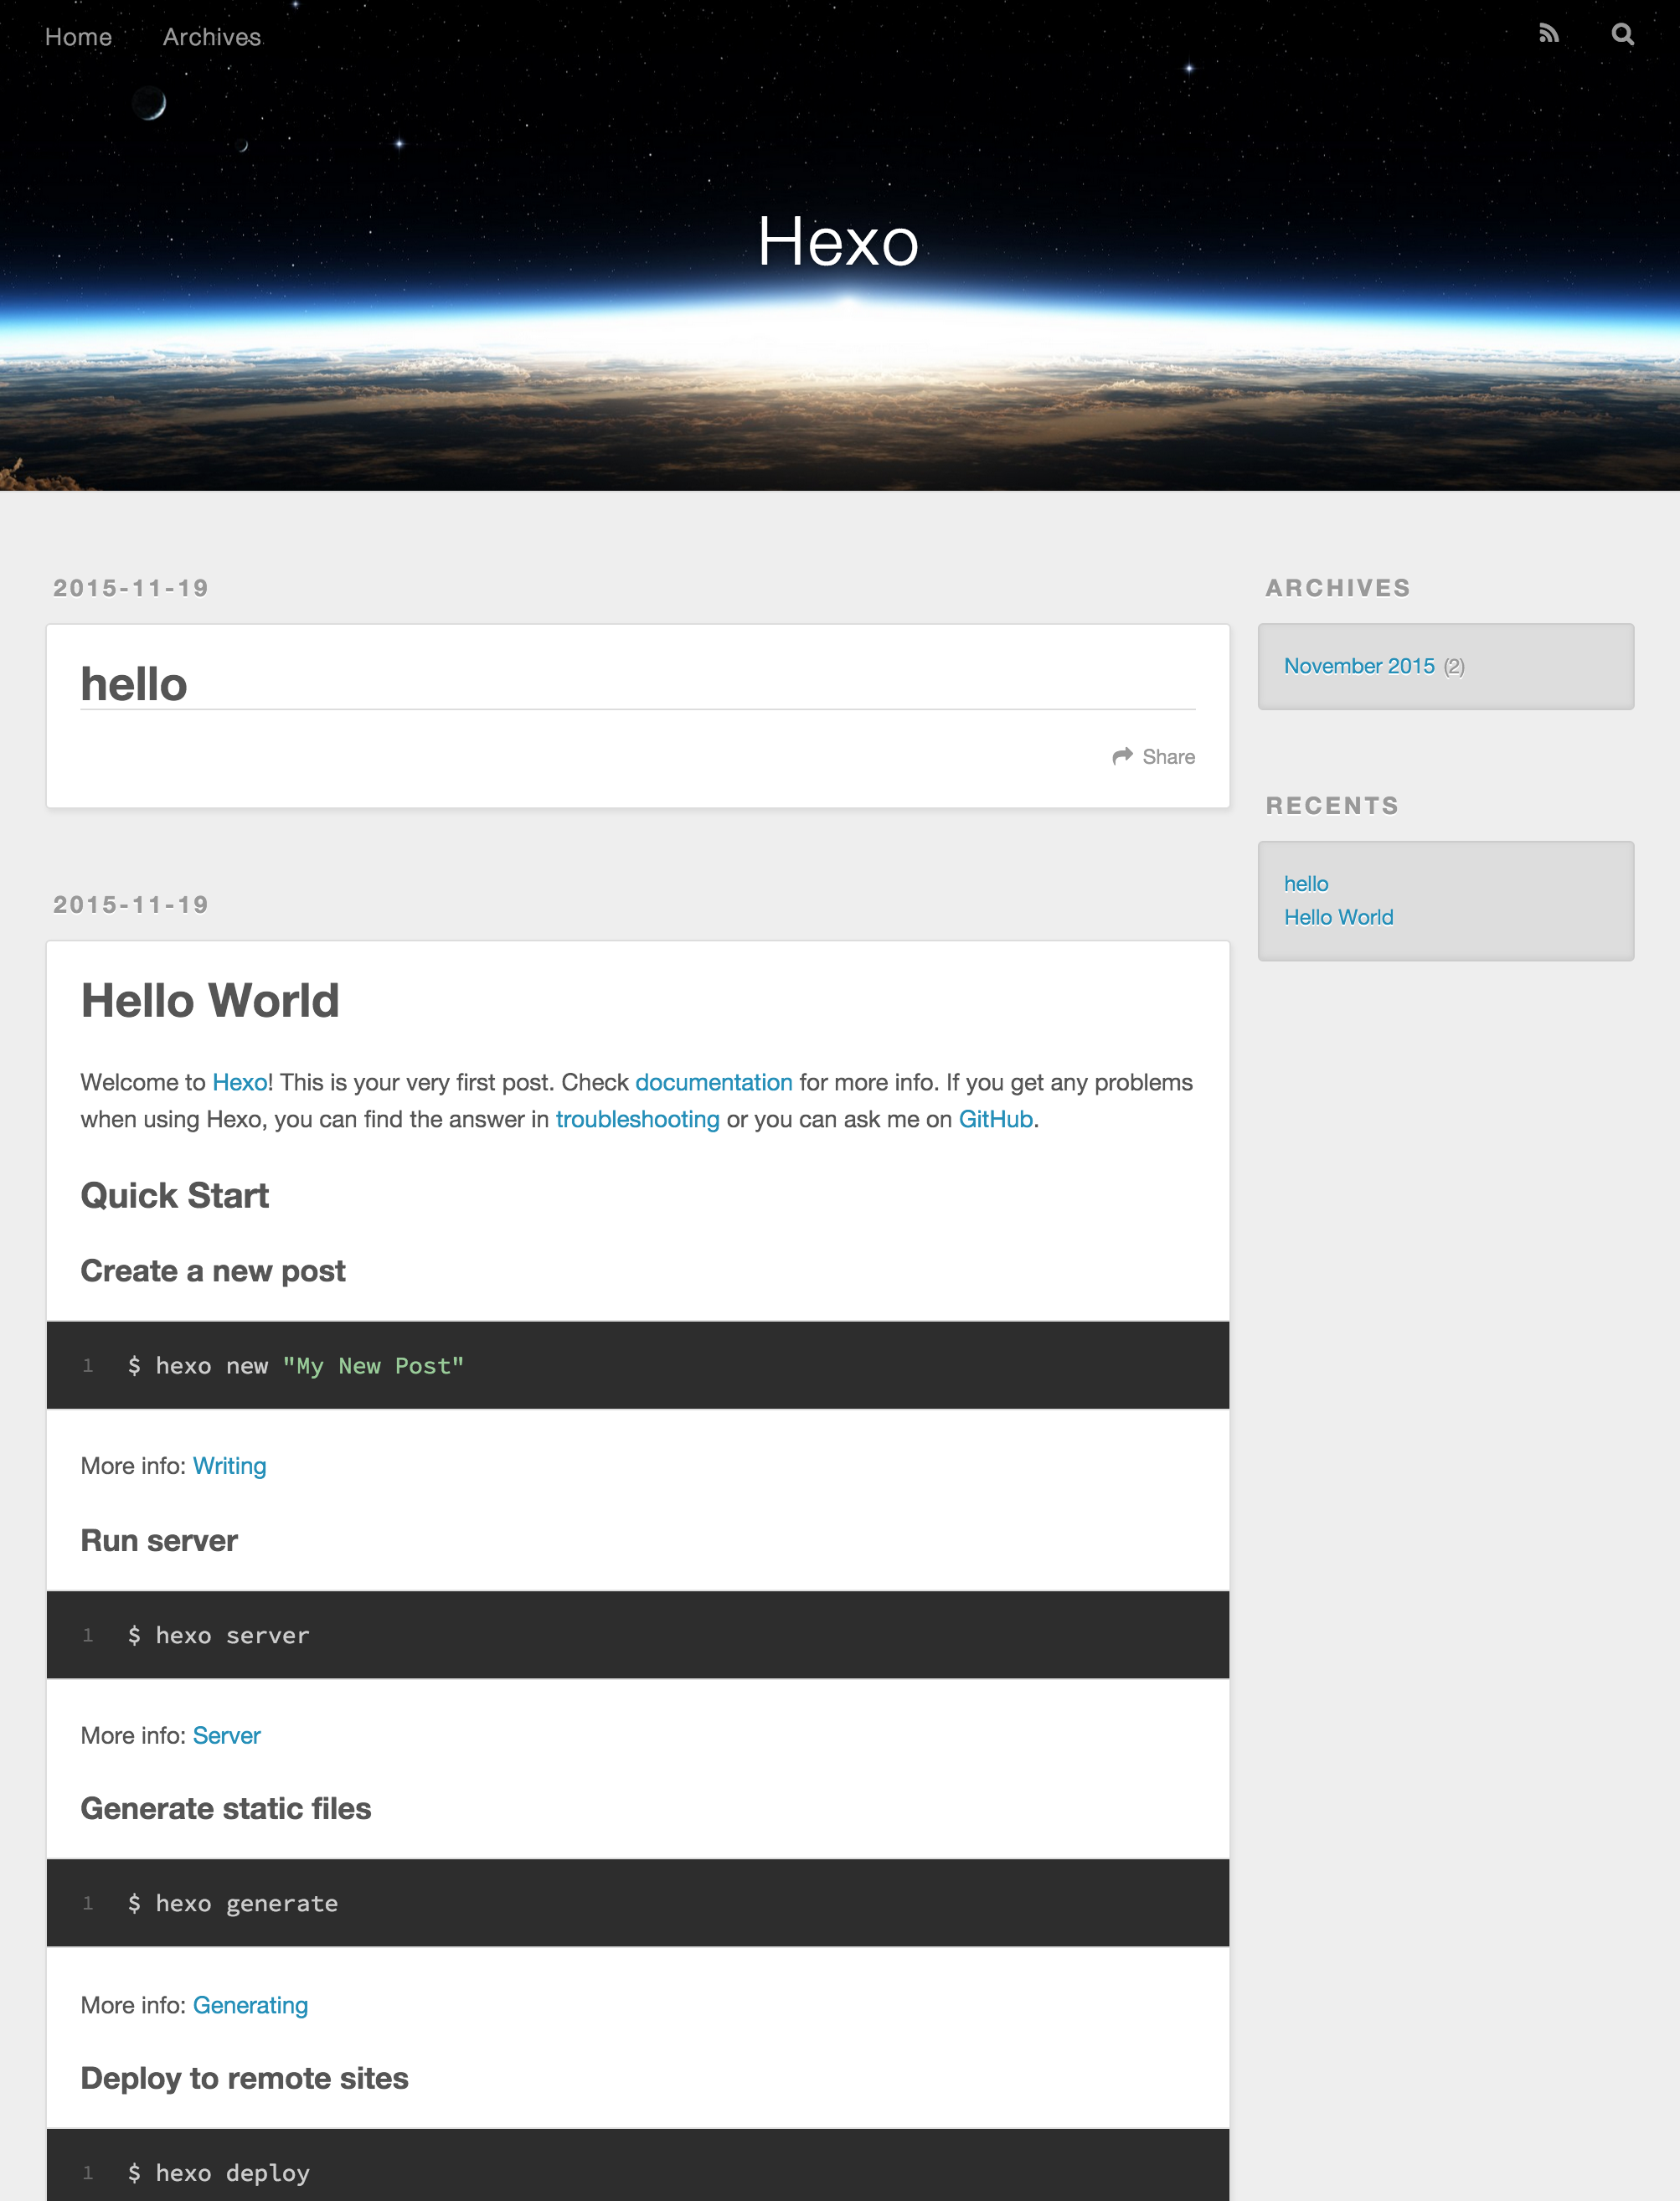 Home Archives
Hexo
2015-11-19
hello
Share
2015-11-19
Hello World
Welcome to Hexo! This is your very first post. Check documentation for more info. If you get any problems
when using Hexo, you can find the answer in troubleshooting or you can ask me on GitHub.
Quick Start
Create a new post
1 $ hexo new "My New Post"
More info: Writing
Run server
1 $ hexo server
More info: Server
Generate static files
1 $ hexo generate
More info: Generating
Deploy to remote sites
1 $ hexo deploy
ARCHIVES
November 2015 (2)
RECENTS
hello
Hello World